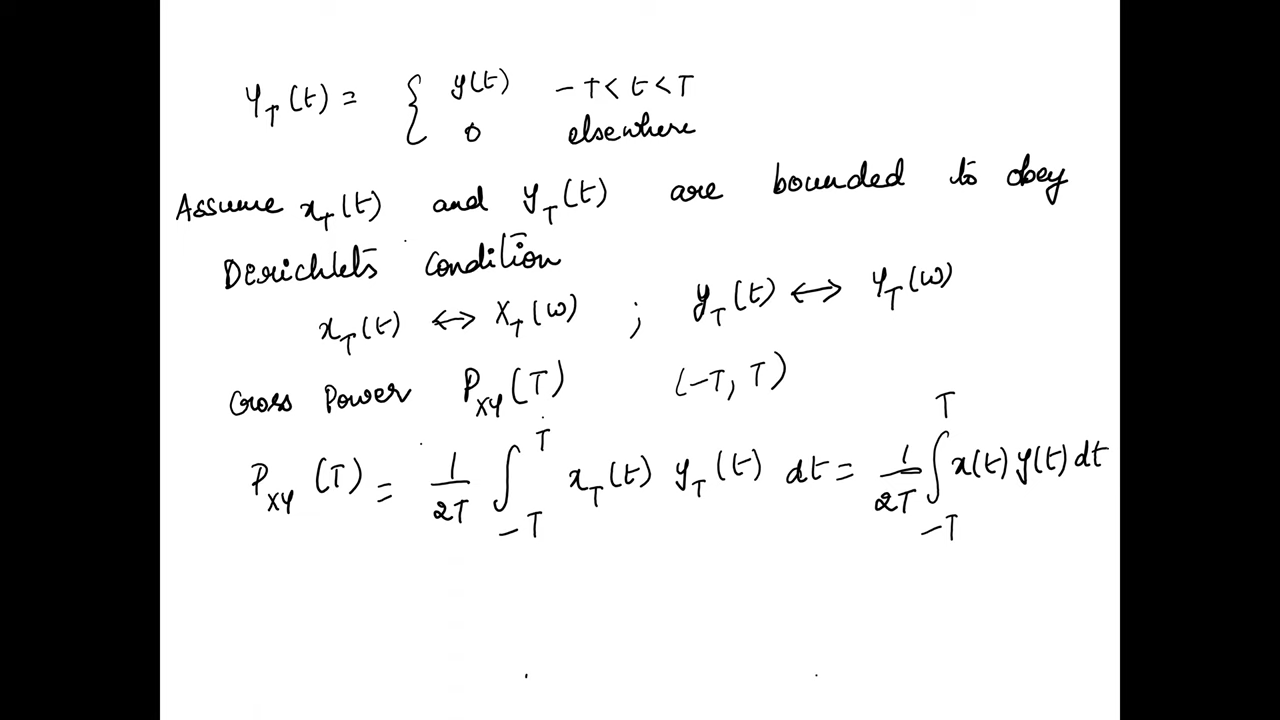 Y_T(t) = { y(t)   -T < t < T
0   elsewhere
Assume x_T(t) and y_T(t) are bounded to obey
Derichlets condition
x_T(t) ↔ X_T(ω) ; y_T(t) ↔ Y_T(ω)
Cross Power P_XY(T)   (-T, T)
P_XY(T) = 1/2T ∫_{-T}^{T} x_T(t) y_T(t) dt = 1/2T ∫_{-T}^{T} x(t) y(t) dt